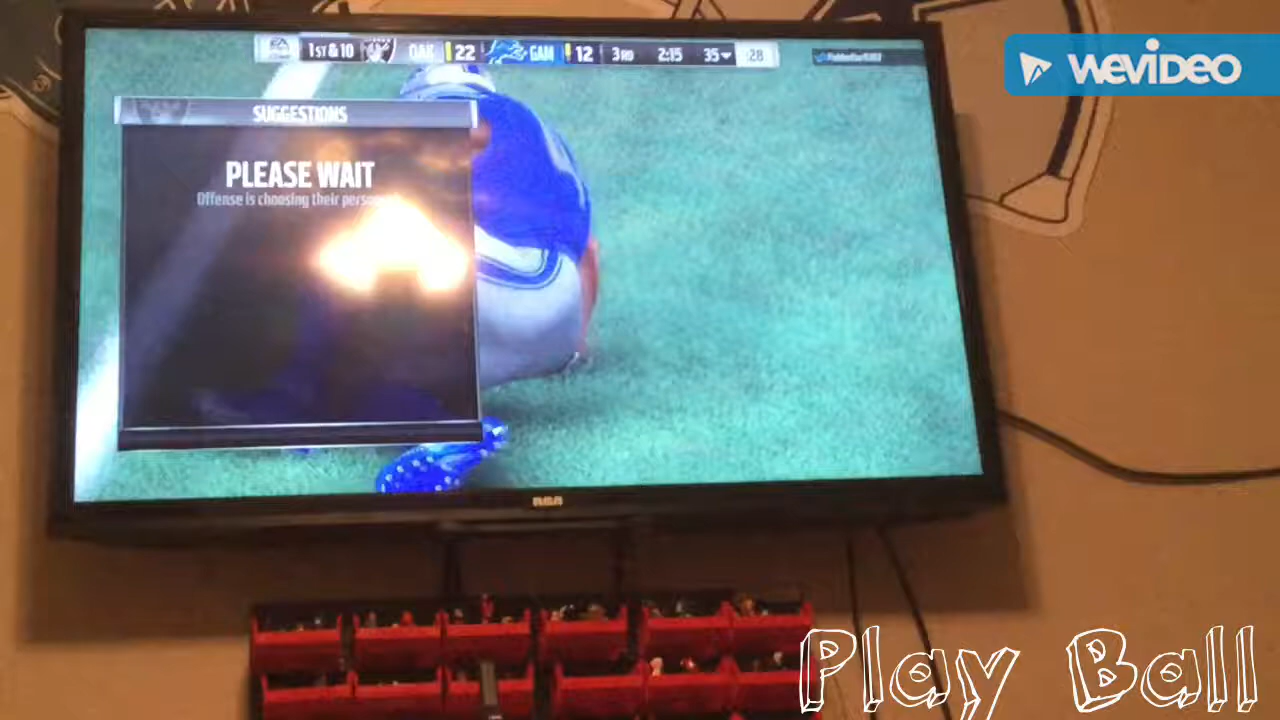 1ST & 10 OAK 22 GAM 12 3RD 2:15 35 28
WEVIDEO
SUGGESTIONS
PLEASE WAIT
Offense is choosing their
RCA
Play Ball